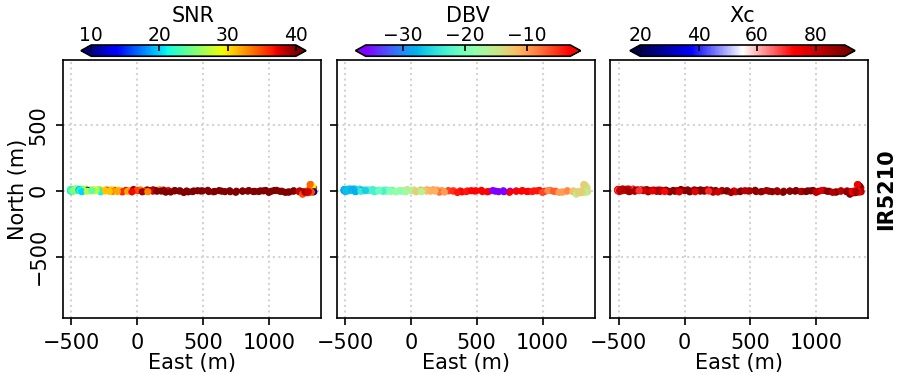 SNR DBV Xc
10 20 30 40 −30 −20 −10 20 40 60 80
500
0
−500
North (m)
IR5210
−500 0 500 1000 −500 0 500 1000 −500 0 500 1000
East (m) East (m) East (m)